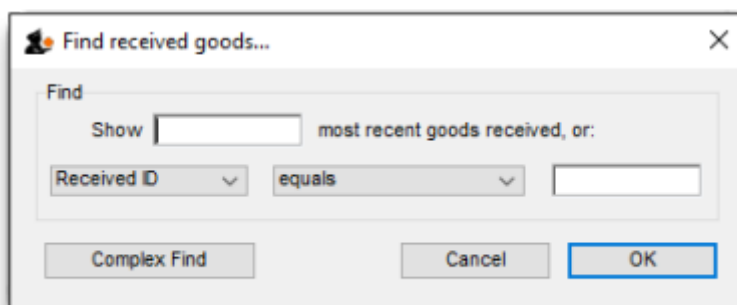 Find received goods...
Find
Show most recent goods received, or:
Received ID equals
Complex Find Cancel OK